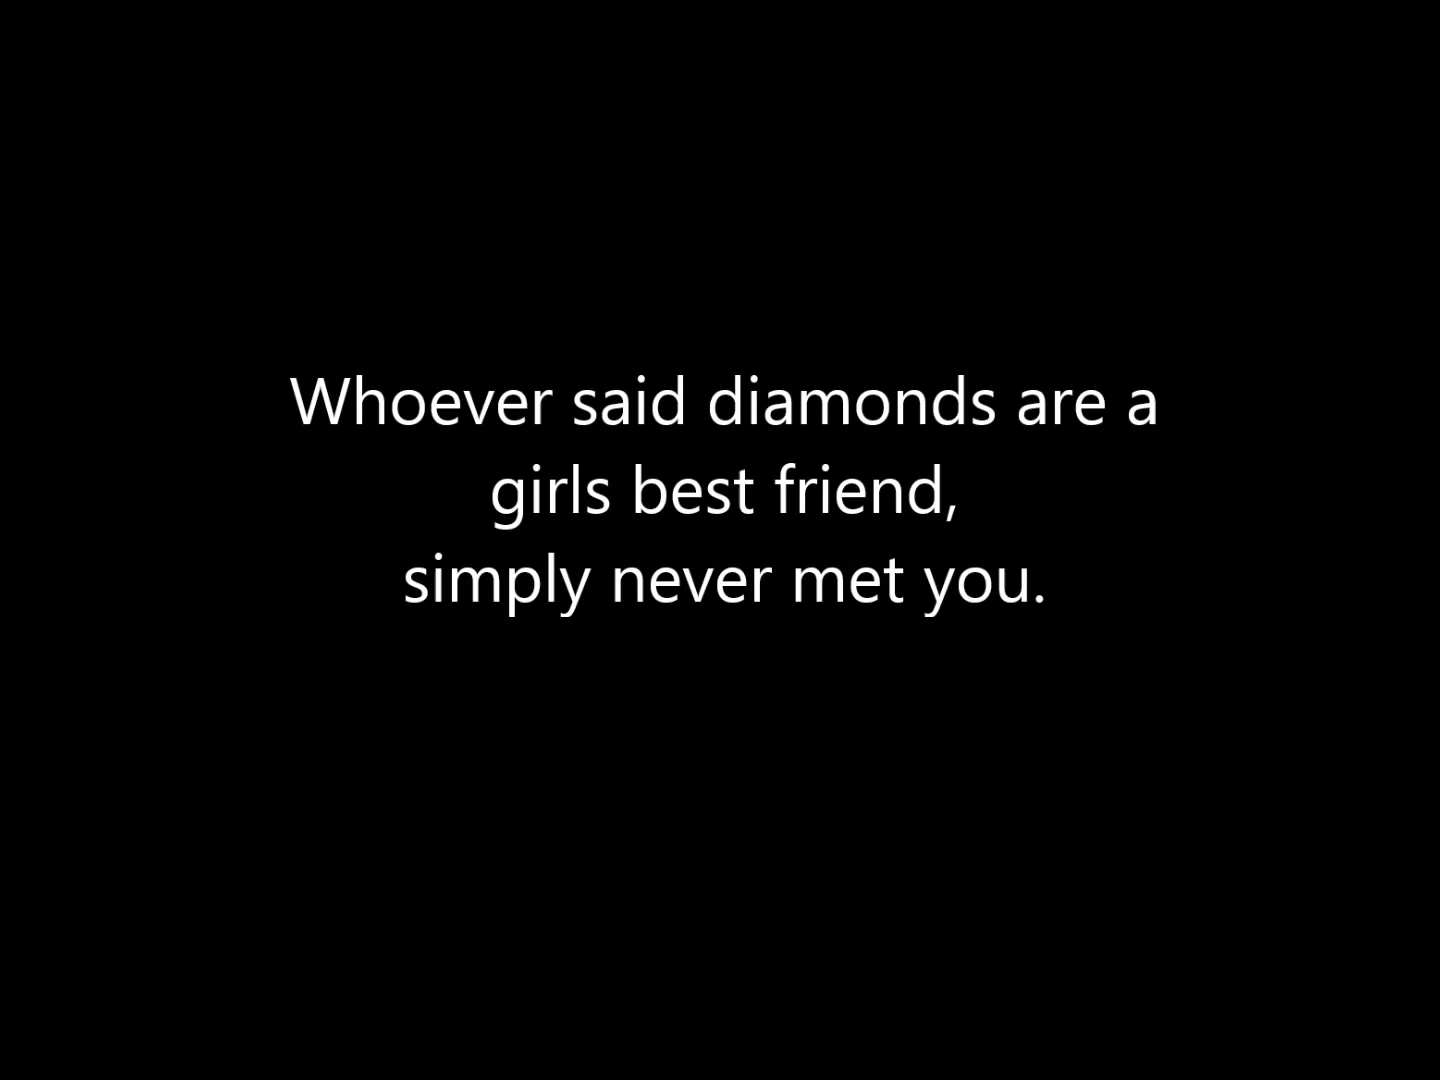 Whoever said diamonds are a
girls best friend,
simply never met you.